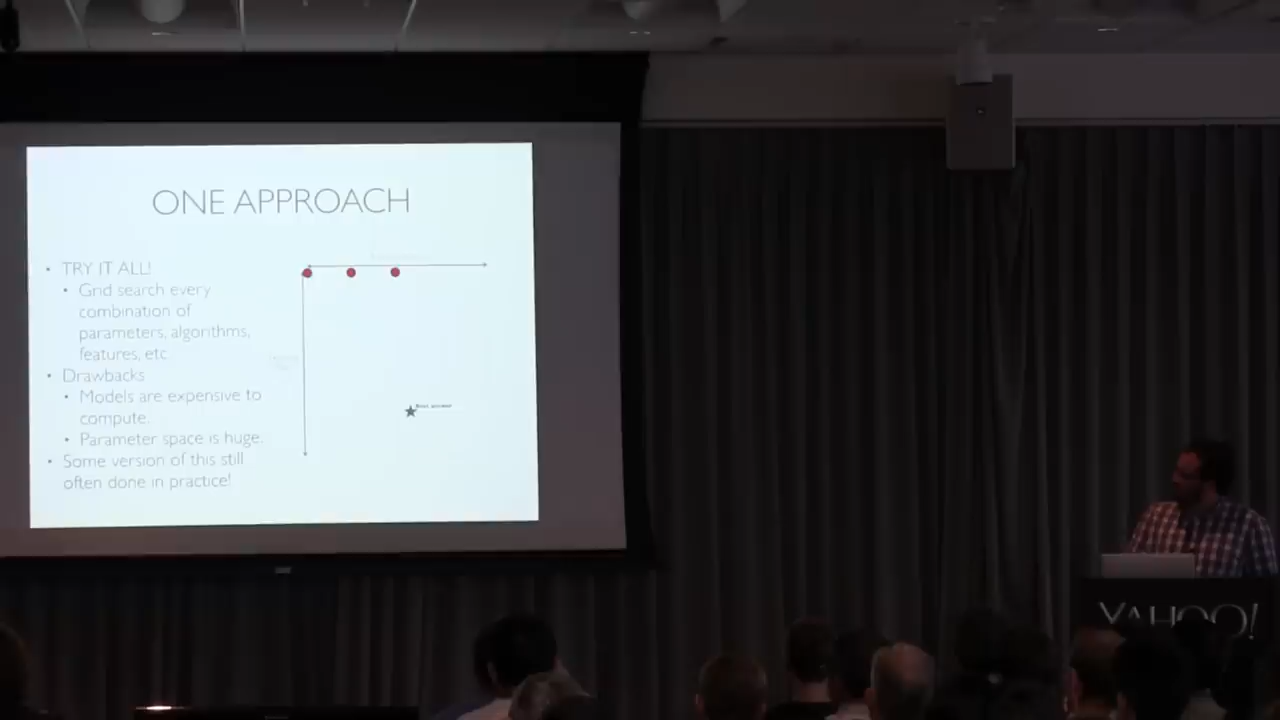 ONE APPROACH
• TRY IT ALL!
• Grid search every
combination of
parameters, algorithms,
features, etc.
• Drawbacks
• Models are expensive to
compute.
• Parameter space is huge.
• Some version of this still
often done in practice!
YAHOO!